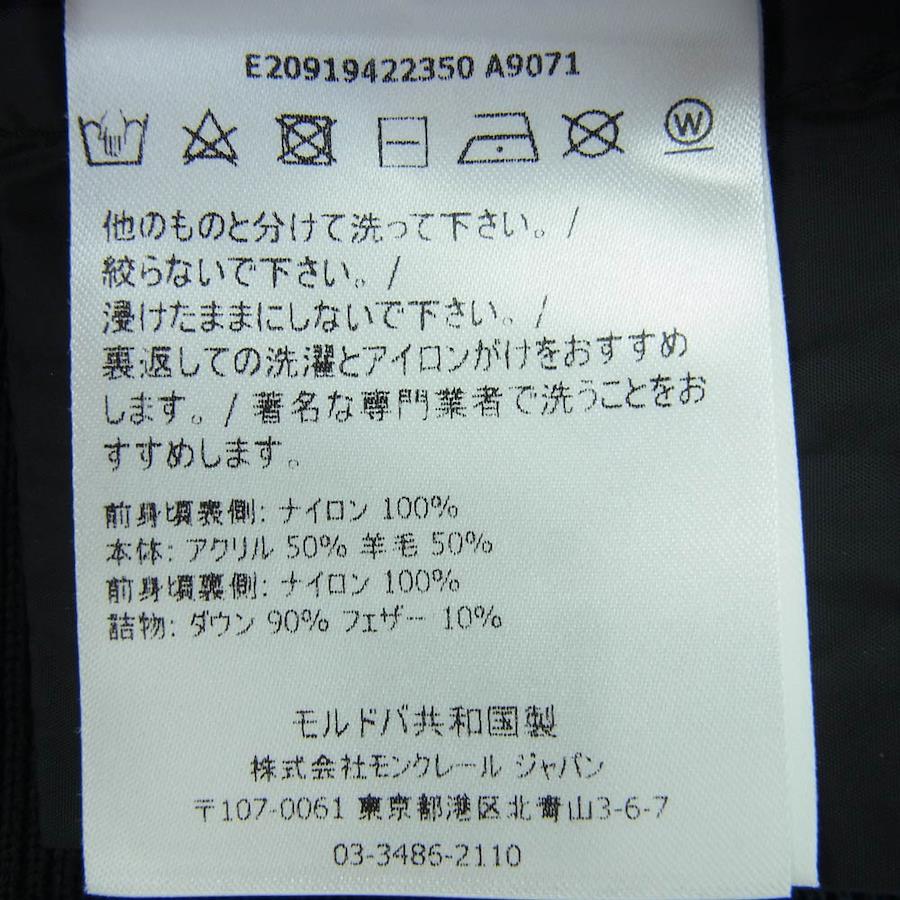 E20919422350 A9071
W
他のものと分けて洗って下さい。/
絞らないで下さい。/
浸けたままにしないで下さい。/
裏返しての洗濯とアイロンがけをおすすめ
します。/ 著名な専門業者で洗うことをお
すすめします。
前身頃裏側: ナイロン 100%
本体: アクリル 50% 羊毛 50%
前身頃裏側: ナイロン 100%
詰物: ダウン 90% フェザー 10%
モルドバ共和国製
株式会社モンクレール ジャパン
〒107-0061 東京都港区北青山3-6-7
03-3486-2110